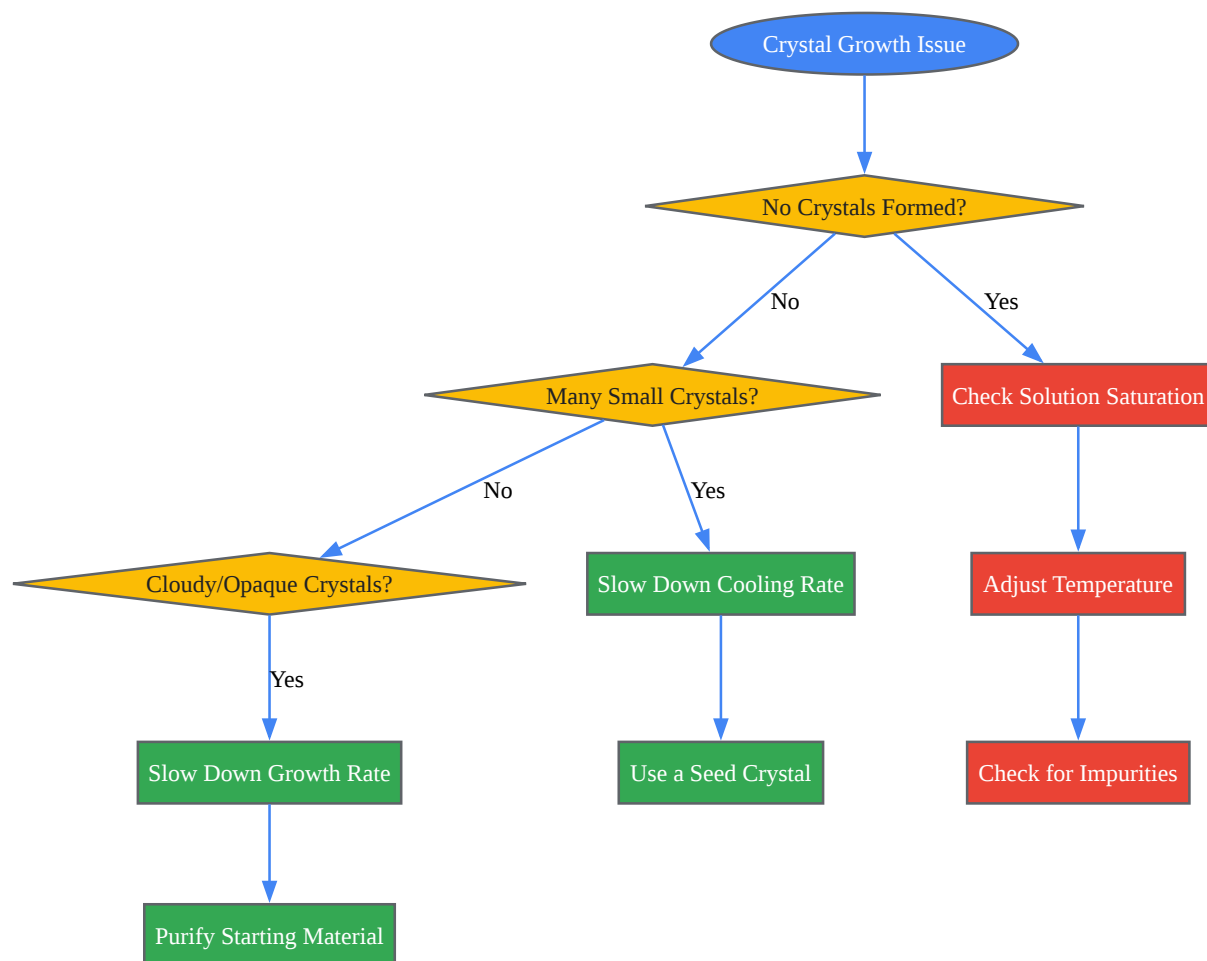 Crystal Growth Issue
No Crystals Formed?
No
Yes
Many Small Crystals?
Check Solution Saturation
No
Yes
Cloudy/Opaque Crystals?
Slow Down Cooling Rate
Adjust Temperature
Yes
Slow Down Growth Rate
Use a Seed Crystal
Check for Impurities
Purify Starting Material